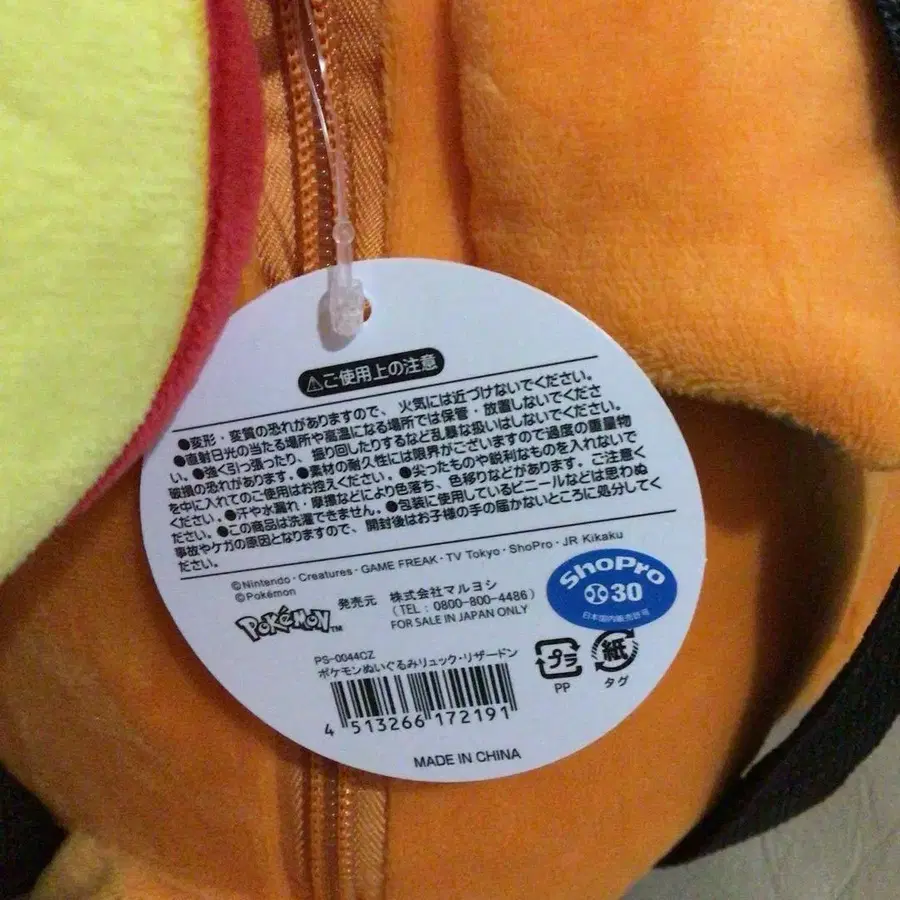 ⚠ご使用上の注意
●変形・変質の恐れがありますので、火気には近づけないでください。
●直射日光の当たる場所や高温になる場所では保管・放置しないでくださ
い。●強く引っ張ったり、振り回したりするなど乱暴な扱いはしないでください。
破損の恐れがあります。●素材の耐久性には限界がございますので過度の重量物
を中に入れてのご使用はお控えください。●尖ったものや鋭利なものを入れないで
ください。●汗や水漏れ・摩擦などにより色落ち、色移りなどがあります。ご注意く
ださい。●この商品は洗濯できません。●包装に使用しているビニールなどは思わぬ
事故やケガの原因となりますので、開封後はお子様の手の届かないところに処分してく
ださい。
©Nintendo・Creatures・GAME FREAK・TV Tokyo・ShoPro・JR Kikaku
©Pokémon
POKéMON™
発売元 株式会社マルヨシ
(TEL:0800-800-4486)
FOR SALE IN JAPAN ONLY
ShoPro
30
日本国内販売許可
PS-0044CZ
ポケモンぬいぐるみリュック・リザードン
4 513266 172191
プラ
PP
紙
タグ
MADE IN CHINA